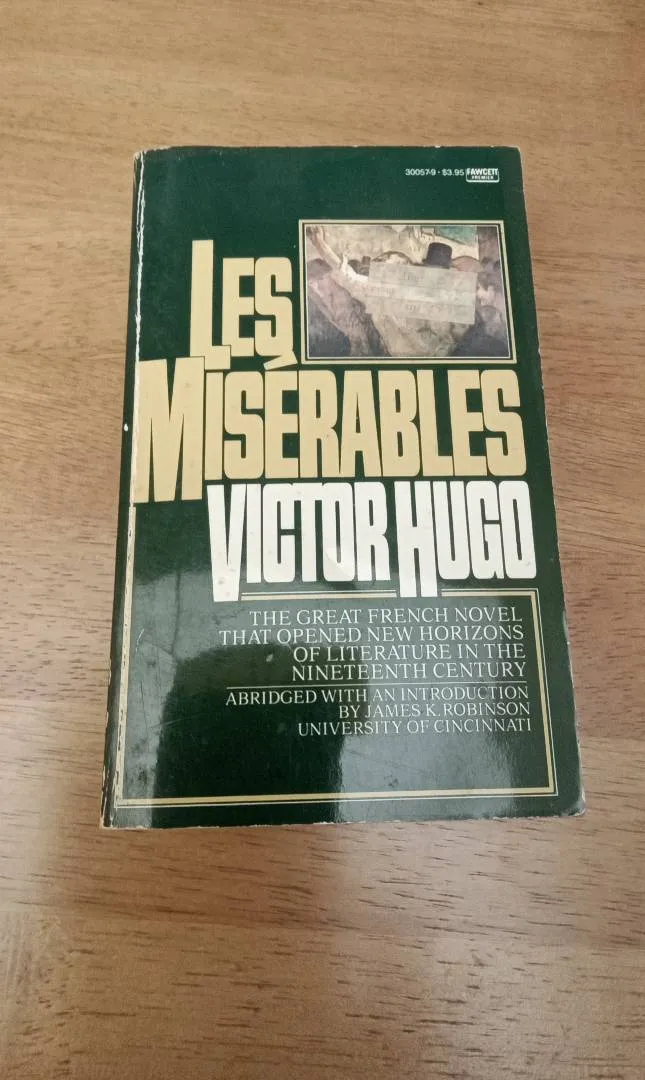 30057-9 • $3.95 FAWCETT
PREMIER
LES
MISÉRABLES
VICTOR HUGO
THE GREAT FRENCH NOVEL
THAT OPENED NEW HORIZONS
OF LITERATURE IN THE
NINETEENTH CENTURY
ABRIDGED WITH AN INTRODUCTION
BY JAMES K. ROBINSON
UNIVERSITY OF CINCINNATI